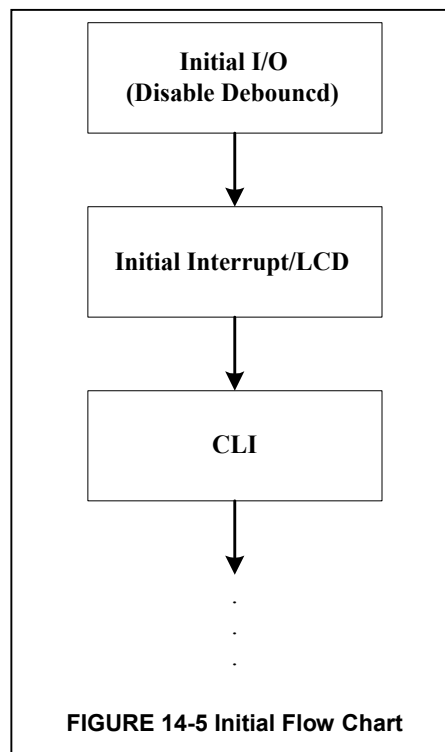 Initial I/O
(Disable Debouncd)
Initial Interrupt/LCD
CLI
.
.
.
FIGURE 14-5 Initial Flow Chart